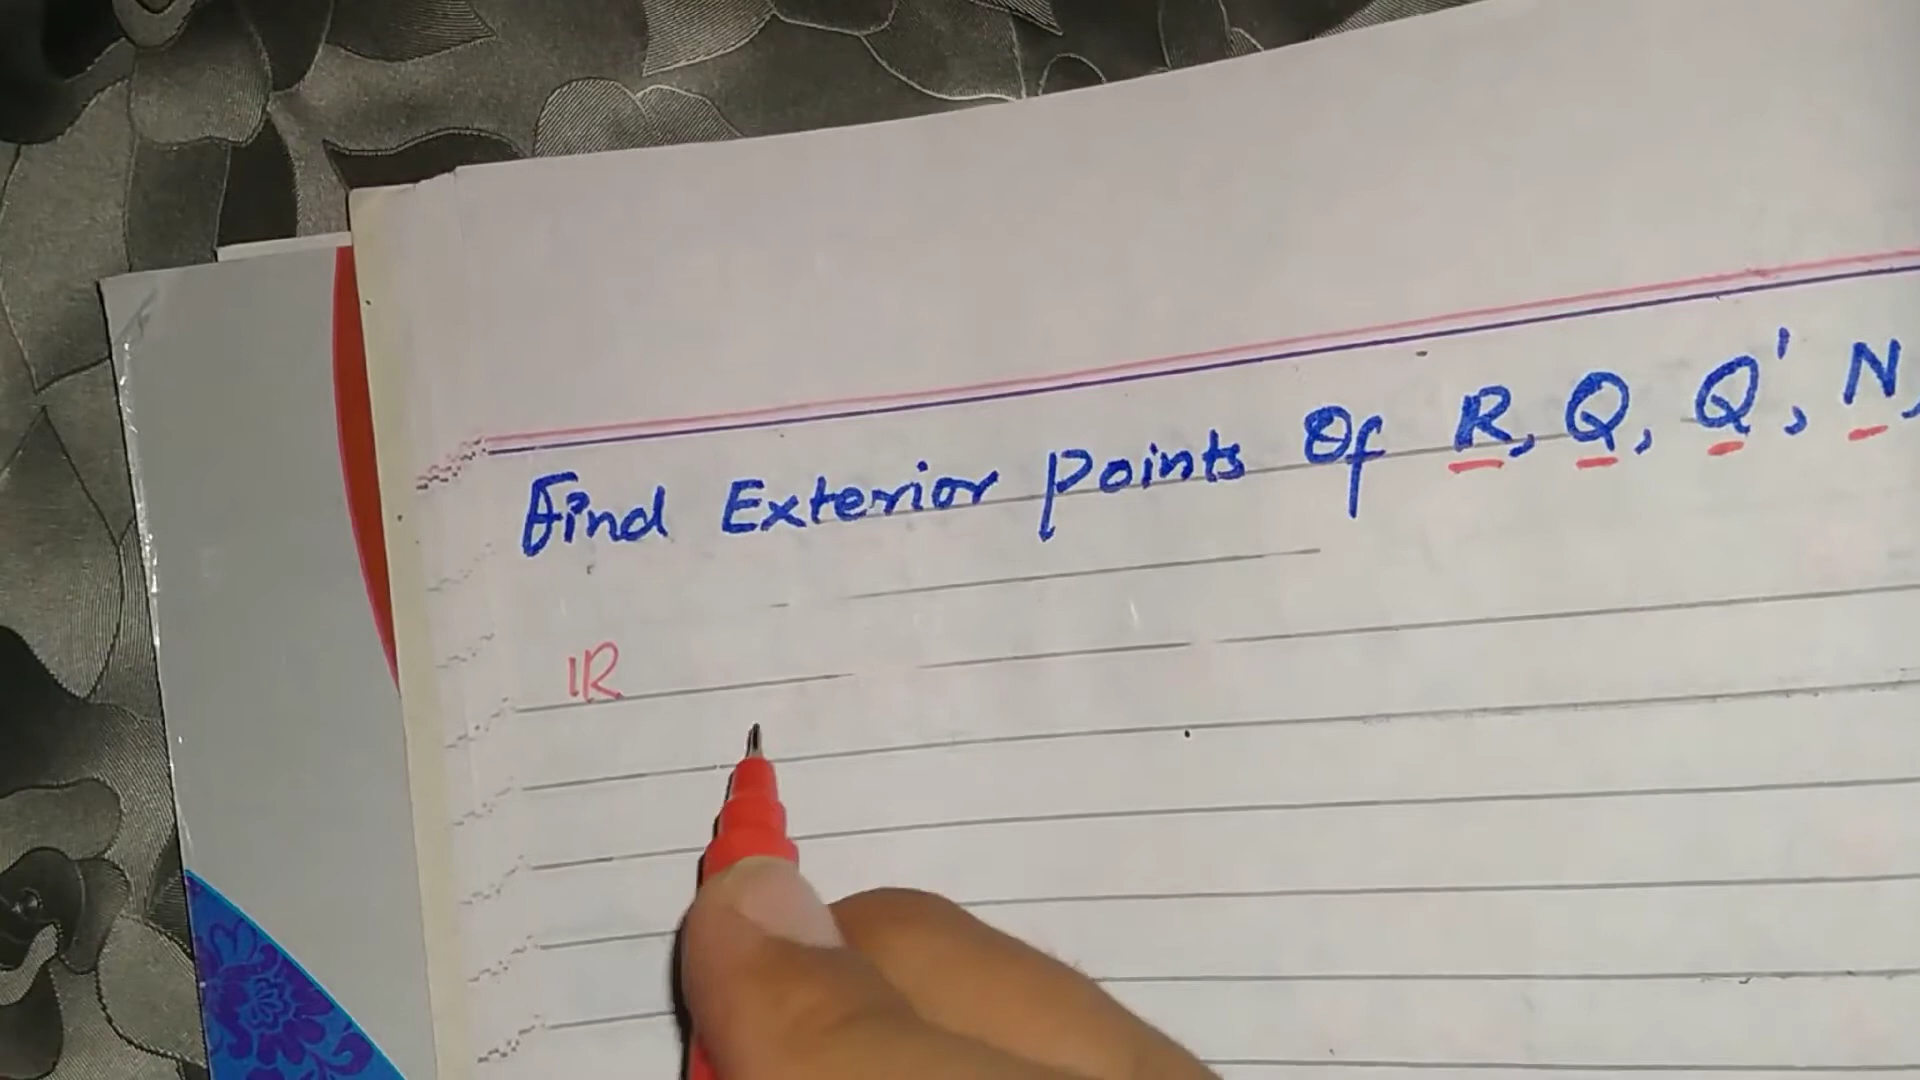 Find Exterior points Of R, Q, Q', N,
IR